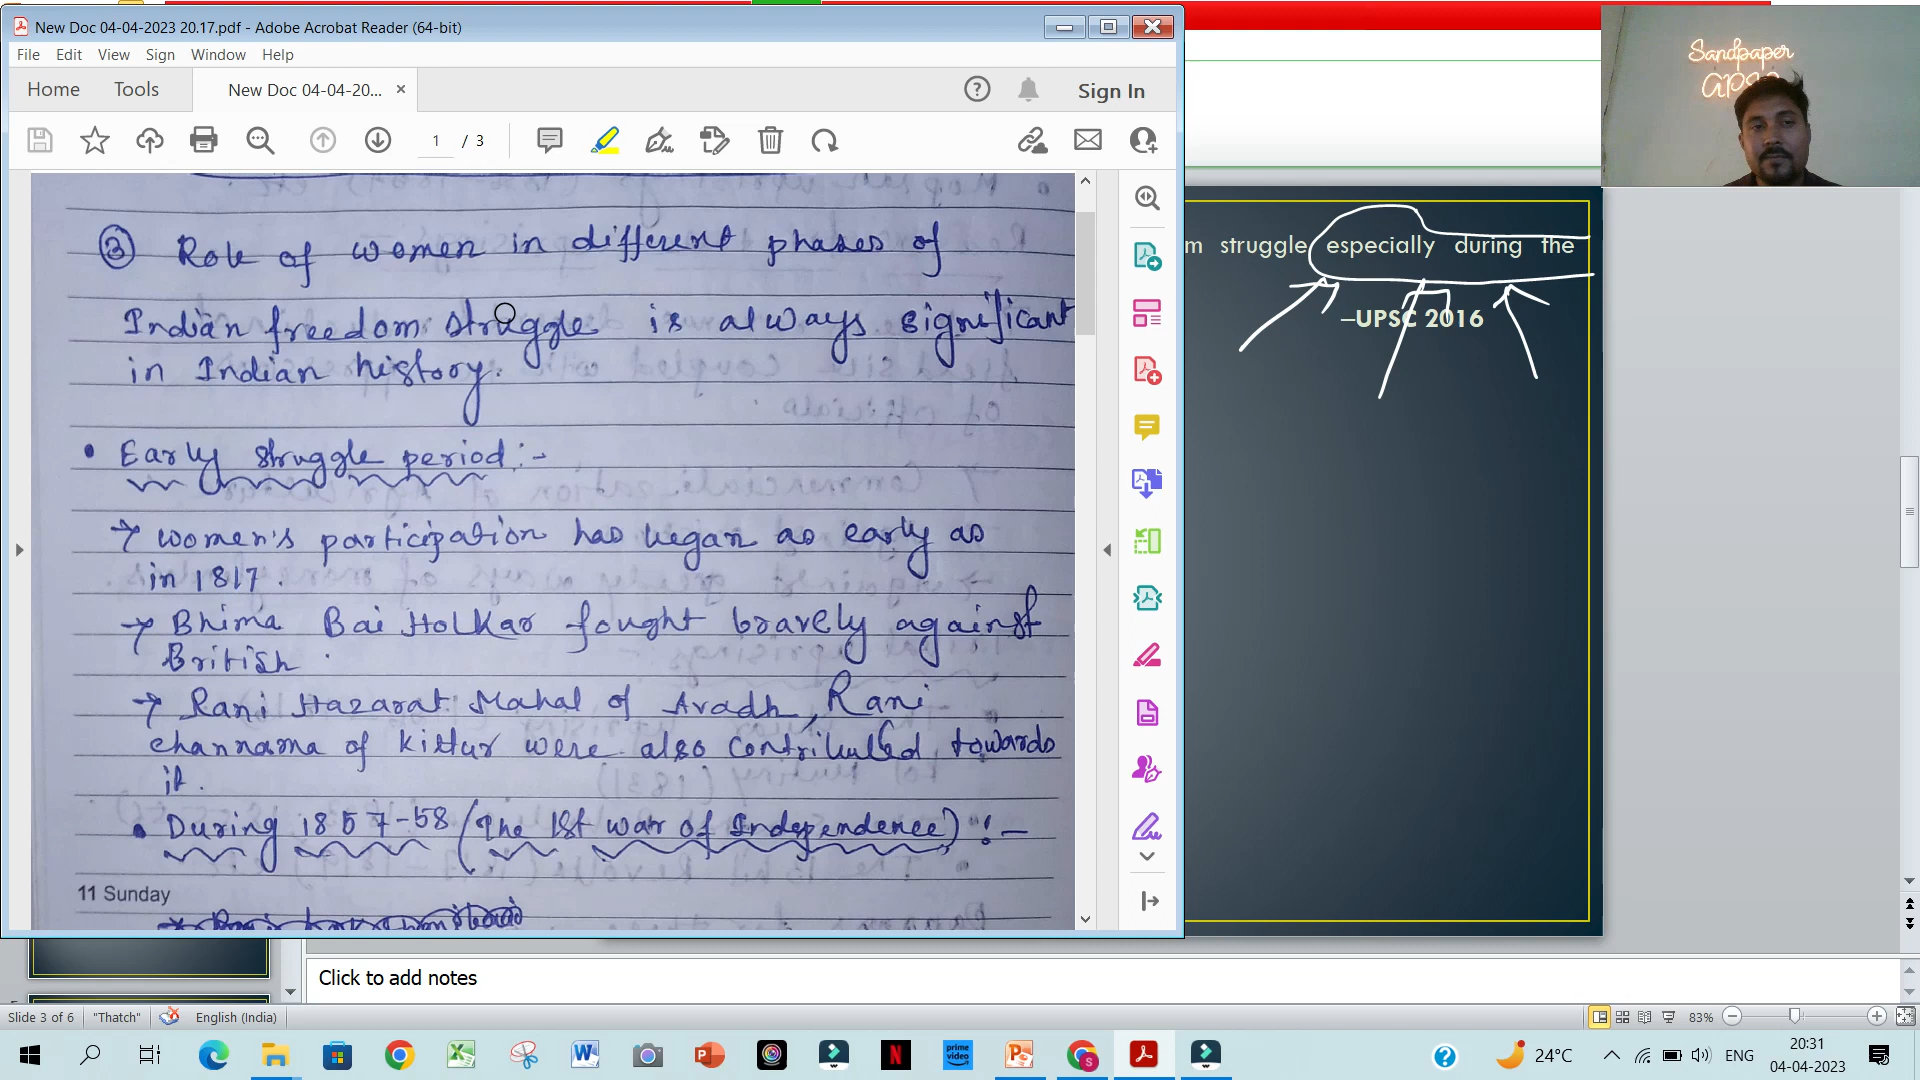 New Doc 04-04-2023 20.17.pdf - Adobe Acrobat Reader (64-bit)
File Edit View Sign Window Help
Home Tools New Doc 04-04-20... × Sign In
1 / 3
③ Role of women in different phases of
Indian freedom struggle is always significant
in Indian history.
• Early struggle period :-
→ women's participation has began as early as
in 1817.
→ Bhima Bai Holkar fought bravely against
British.
→ Rani Hazarat Mahal of Avadh, Rani
channama of kittur were also contributed towards
it.
• During 1857-58 (The 1st war of Independence) :-
11 Sunday
Sandpaper
m struggle especially during the
–UPSC 2016
Click to add notes
Slide 3 of 6 "Thatch" English (India) 83%
prime video
24°C ENG
20:31
04-04-2023